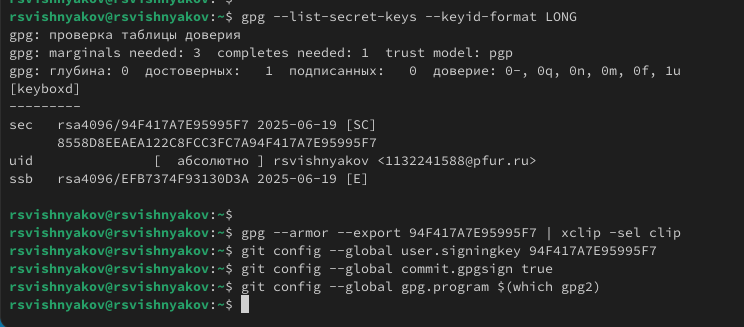 rsvishnyakov@rsvishnyakov:~$ gpg --list-secret-keys --keyid-format LONG
gpg: проверка таблицы доверия
gpg: marginals needed: 3  completes needed: 1  trust model: pgp
gpg: глубина: 0  достоверных:   1  подписанных:   0  доверие: 0-, 0q, 0n, 0m, 0f, 1u
[keyboxd]
---------
sec   rsa4096/94F417A7E95995F7 2025-06-19 [SC]
      8558D8EEAEA122C8FCC3FC7A94F417A7E95995F7
uid              [  абсолютно ] rsvishnyakov <1132241588@pfur.ru>
ssb   rsa4096/EFB7374F93130D3A 2025-06-19 [E]
rsvishnyakov@rsvishnyakov:~$
rsvishnyakov@rsvishnyakov:~$ gpg --armor --export 94F417A7E95995F7 | xclip -sel clip
rsvishnyakov@rsvishnyakov:~$ git config --global user.signingkey 94F417A7E95995F7
rsvishnyakov@rsvishnyakov:~$ git config --global commit.gpgsign true
rsvishnyakov@rsvishnyakov:~$ git config --global gpg.program $(which gpg2)
rsvishnyakov@rsvishnyakov:~$